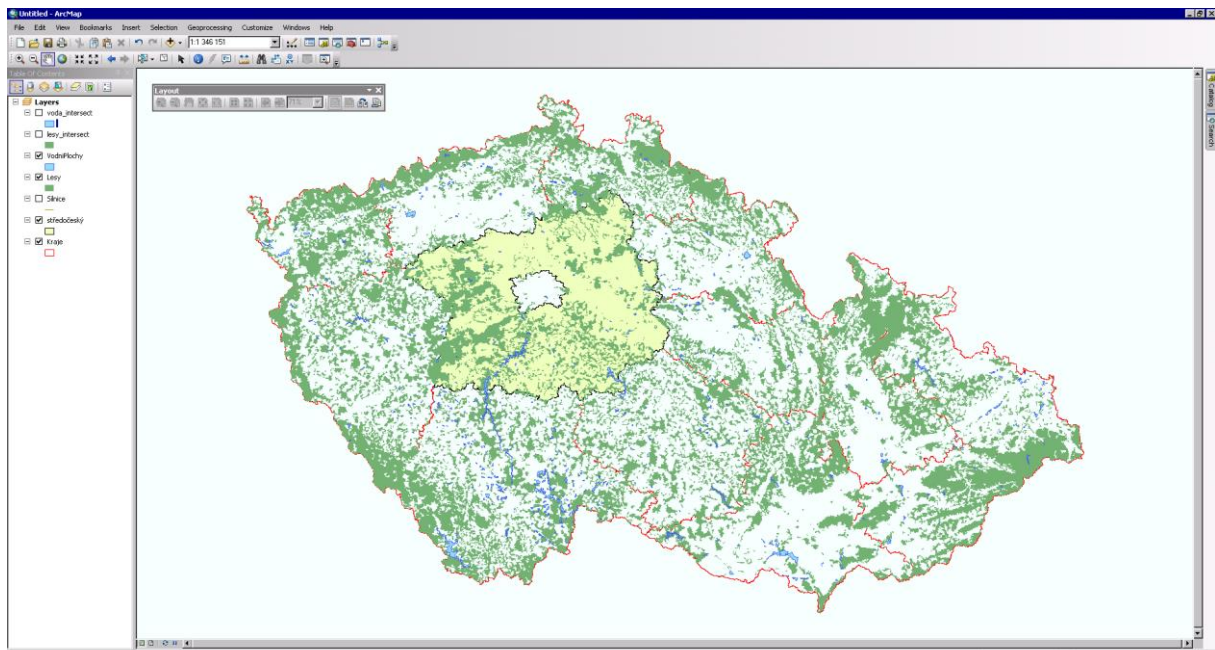 Untitled - ArcMap
File Edit View Bookmarks Insert Selection Geoprocessing Customize Windows Help
1:1 346 151
Table Of Contents
Layers
voda_intersect
lesy_intersect
VodniPlochy
Lesy
Silnice
středočeský
Kraje
Layout
Catalog
Search